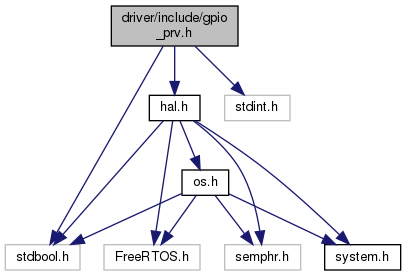 driver/include/gpio
_prv.h
hal.h
stdint.h
os.h
stdbool.h
FreeRTOS.h
semphr.h
system.h